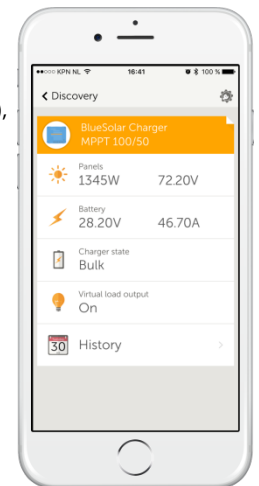 ),
KPN NL 16:41 100 %
Discovery
BlueSolar Charger
MPPT 100/50
Panels
1345W 72.20V
Battery
28.20V 46.70A
Charger state
Bulk
Virtual load output
On
30 History